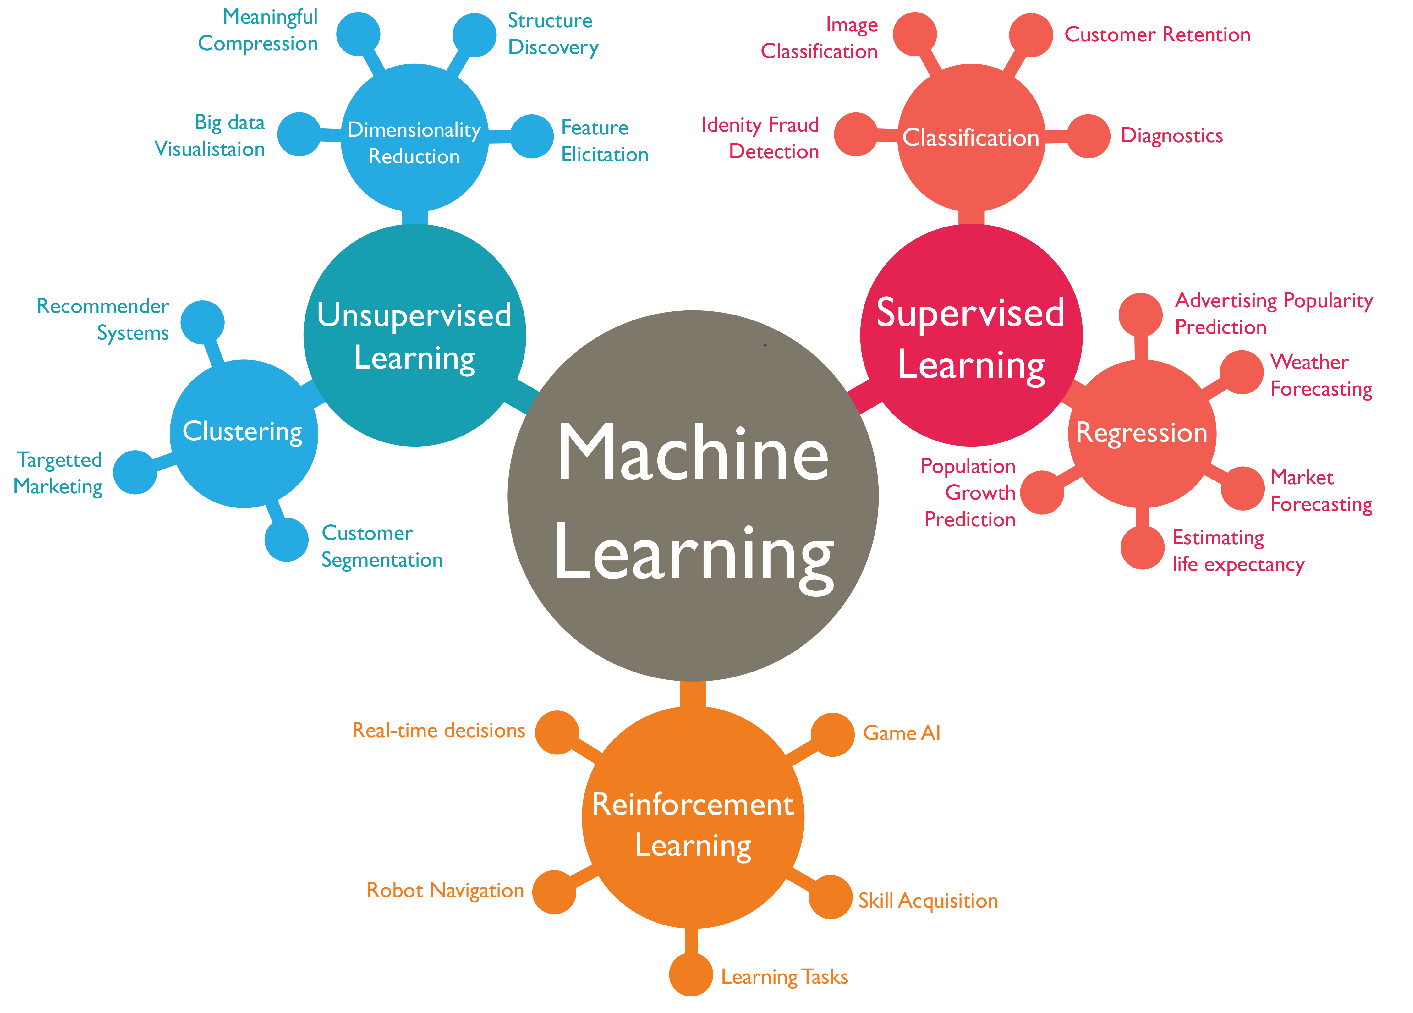 Meaningful
Compression
Structure
Discovery
Big data
Visualistaion
Dimensionality
Reduction
Feature
Elicitation
Image
Classification
Customer Retention
Idenity Fraud
Detection
Classification
Diagnostics
Unsupervised
Learning
Supervised
Learning
Recommender
Systems
Clustering
Targetted
Marketing
Customer
Segmentation
Advertising Popularity
Prediction
Weather
Forecasting
Regression
Population
Growth
Prediction
Market
Forecasting
Estimating
life expectancy
Machine
Learning
Real-time decisions
Game AI
Reinforcement
Learning
Robot Navigation
Skill Acquisition
Learning Tasks